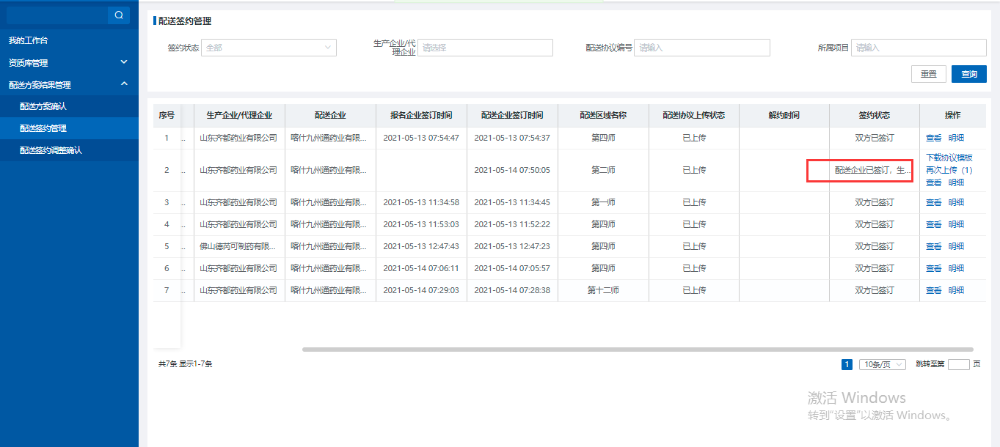 配送签约管理
签约状态 全部 生产企业/代理企业 请选择 配送协议编号 请输入 所属项目 请输入
重置 查询
我的工作台
资质库管理
配送方案结果管理
配送方案确认
配送签约管理
配送签约调整确认
序号 生产企业/代理企业 配送企业 报名企业签订时间 配送企业签订时间 配送区域名称 配送协议上传状态 解约时间 签约状态 操作
1 .. 山东齐都药业有限公司 喀什九州通药业有限... 2021-05-13 07:54:47 2021-05-13 07:54:37 第四师 已上传 双方已签订 查看 明细
2 .. 山东齐都药业有限公司 喀什九州通药业有限... 2021-05-14 07:50:05 第二师 已上传 配送企业已签订，生... 下载协议模板
再次上传（1）
查看 明细
3 .. 山东齐都药业有限公司 喀什九州通药业有限... 2021-05-13 11:34:58 2021-05-13 11:34:45 第一师 已上传 双方已签订 查看 明细
4 .. 山东齐都药业有限公司 喀什九州通药业有限... 2021-05-13 11:53:03 2021-05-13 11:52:22 第四师 已上传 双方已签订 查看 明细
5 .. 佛山德芮可制药有限... 喀什九州通药业有限... 2021-05-13 12:47:43 2021-05-13 12:47:23 第四师 已上传 双方已签订 查看 明细
6 .. 山东齐都药业有限公司 喀什九州通药业有限... 2021-05-14 07:06:11 2021-05-14 07:05:57 第四师 已上传 双方已签订 查看 明细
7 .. 山东齐都药业有限公司 喀什九州通药业有限... 2021-05-14 07:29:03 2021-05-14 07:28:38 第十二师 已上传 双方已签订 查看 明细
共7条 显示1-7条 1 10条/页 跳转至第 页
激活 Windows
转到"设置"以激活 Windows。